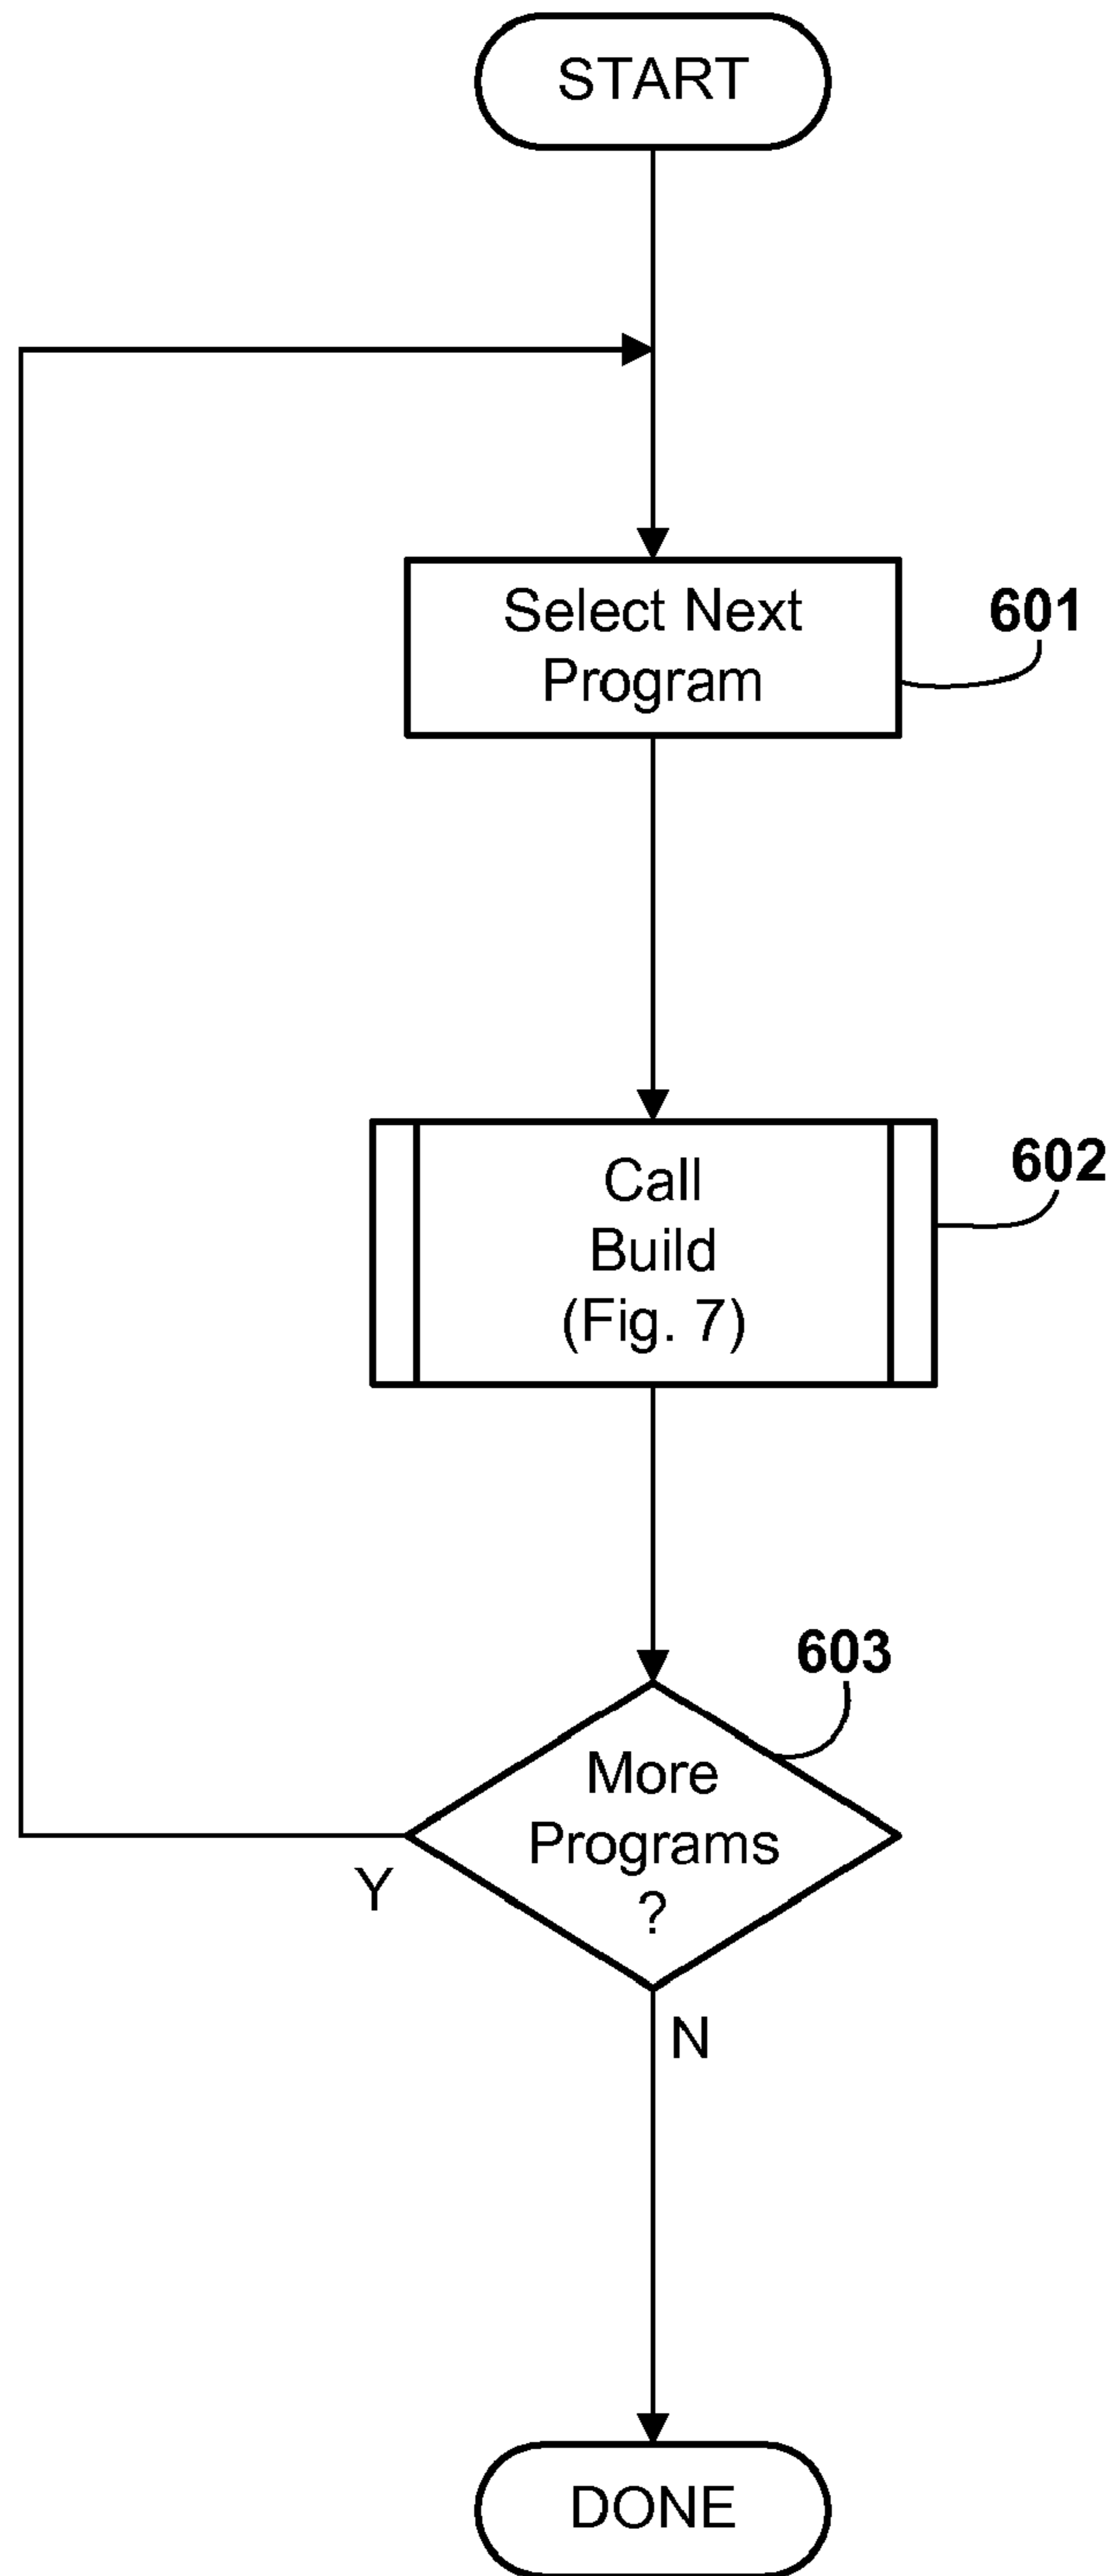 START
Select Next
Program
601
Call
Build
(Fig. 7)
602
603
More
Programs
?
Y
N
DONE